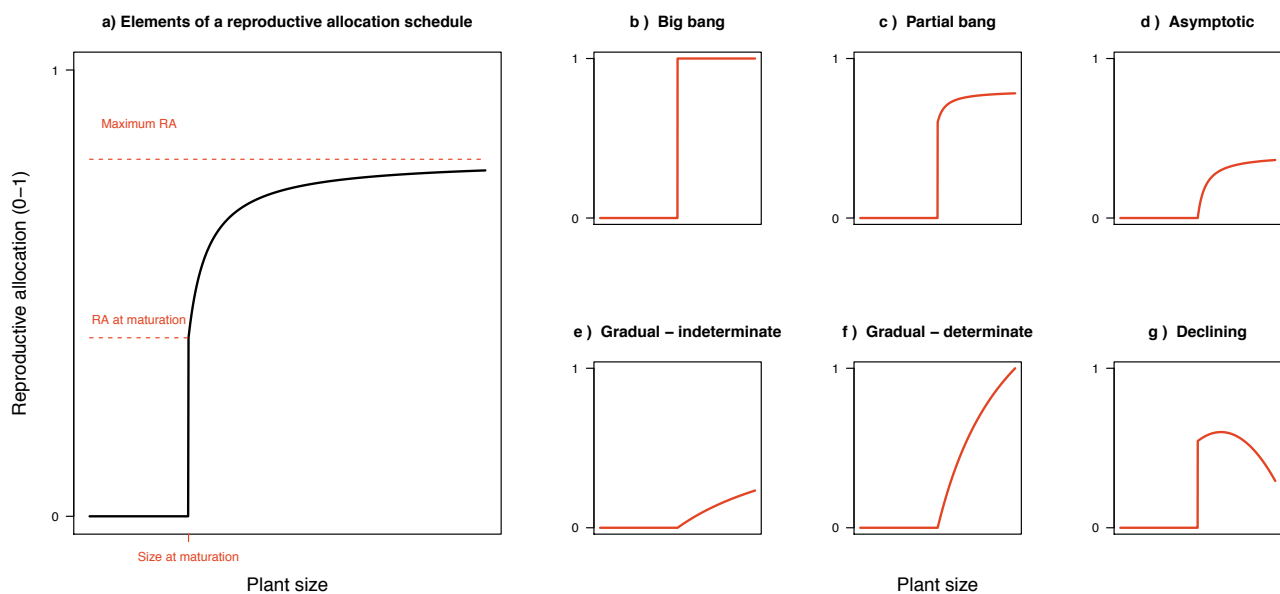 a) Elements of a reproductive allocation schedule
Reproductive allocation (0−1)
1
0
Maximum RA
RA at maturation
Size at maturation
Plant size
b ) Big bang
1
0
c ) Partial bang
1
0
d ) Asymptotic
1
0
e ) Gradual − indeterminate
1
0
f ) Gradual − determinate
1
0
g ) Declining
1
0
Plant size